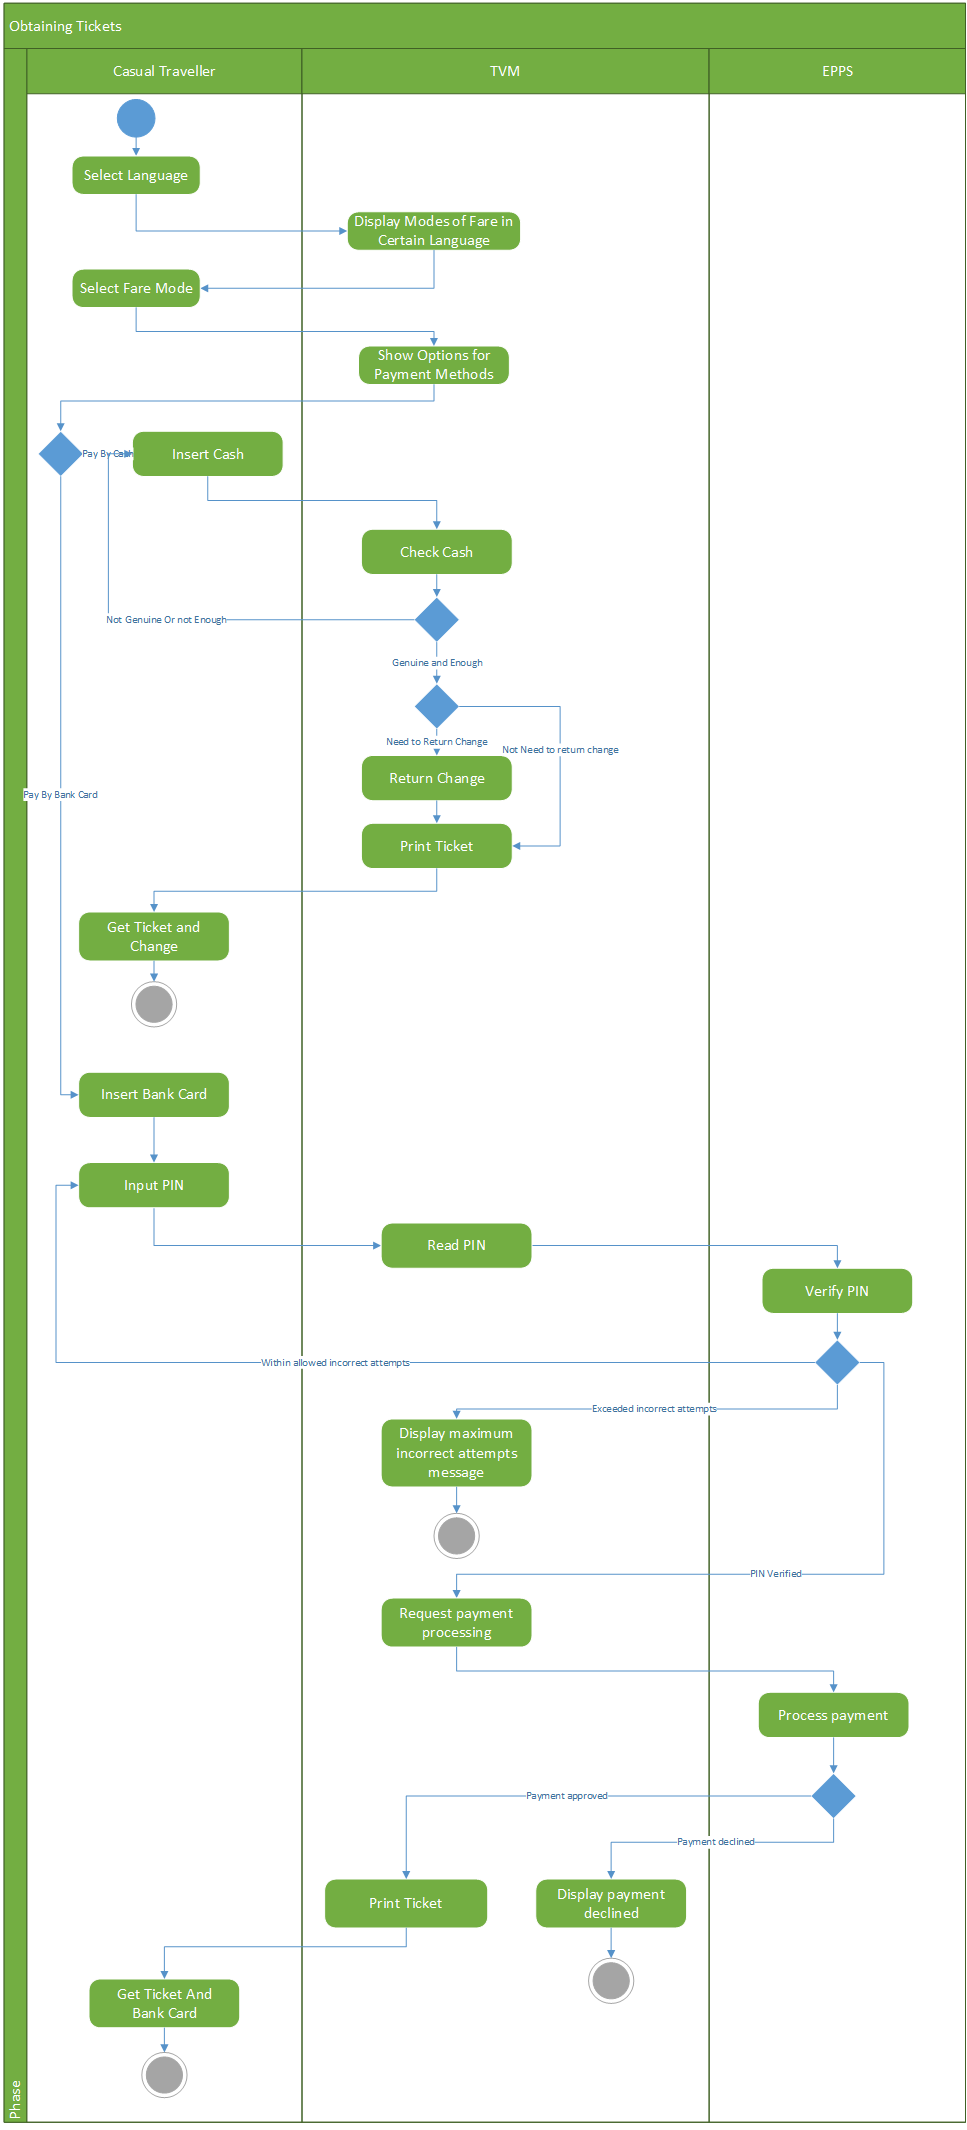 Obtaining Tickets
Casual Traveller
TVM
EPPS
Select Language
Display Modes of Fare in
Certain Language
Select Fare Mode
Show Options for
Payment Methods
Pay By Cash
Insert Cash
Check Cash
Not Genuine Or not Enough
Genuine and Enough
Need to Return Change
Not Need to return change
Return Change
Pay By Bank Card
Print Ticket
Get Ticket and
Change
Insert Bank Card
Input PIN
Read PIN
Verify PIN
Within allowed incorrect attempts
Exceeded incorrect attempts
Display maximum
incorrect attempts
message
PIN Verified
Request payment
processing
Process payment
Payment approved
Payment declined
Print Ticket
Display payment
declined
Get Ticket And
Bank Card
Phase